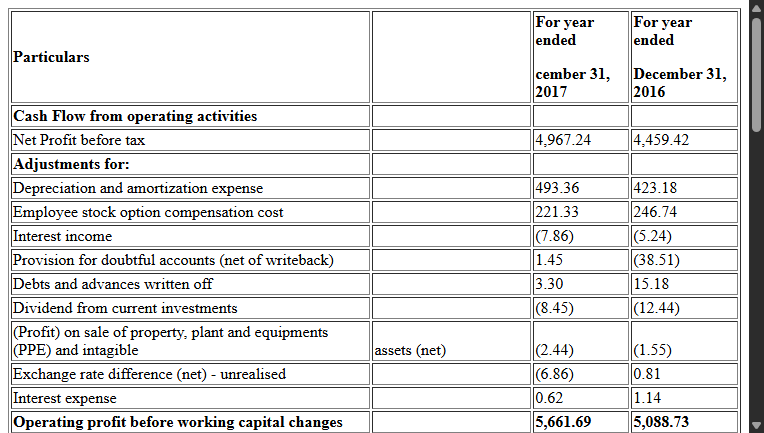 Particulars For year ended cember 31, 2017 For year ended December 31, 2016
Cash Flow from operating activities
Net Profit before tax 4,967.24 4,459.42
Adjustments for:
Depreciation and amortization expense 493.36 423.18
Employee stock option compensation cost 221.33 246.74
Interest income (7.86) (5.24)
Provision for doubtful accounts (net of writeback) 1.45 (38.51)
Debts and advances written off 3.30 15.18
Dividend from current investments (8.45) (12.44)
(Profit) on sale of property, plant and equipments
(PPE) and intagible assets (net) (2.44) (1.55)
Exchange rate difference (net) - unrealised (6.86) 0.81
Interest expense 0.62 1.14
Operating profit before working capital changes 5,661.69 5,088.73